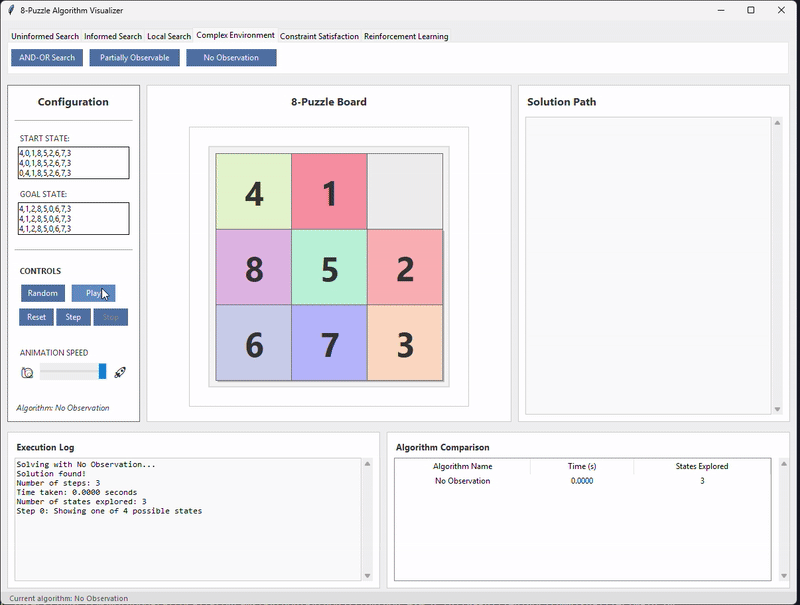 8-Puzzle Algorithm Visualizer
Uninformed Search Informed Search Local Search Complex Environment Constraint Satisfaction Reinforcement Learning
AND-OR Search Partially Observable No Observation
Configuration
START STATE:
4,0,1,8,5,2,6,7,3
4,0,1,8,5,2,6,7,3
0,4,1,8,5,2,6,7,3
GOAL STATE:
4,1,2,8,5,0,6,7,3
4,1,2,8,5,0,6,7,3
4,1,2,8,5,0,6,7,3
CONTROLS
Random Play
Reset Step Stop
ANIMATION SPEED
Algorithm: No Observation
8-Puzzle Board
4 1
8 5 2
6 7 3
Solution Path
Execution Log
Solving with No Observation...
Solution found!
Number of steps: 3
Time taken: 0.0000 seconds
Number of states explored: 3
Step 0: Showing one of 4 possible states
Algorithm Comparison
Algorithm Name Time (s) States Explored
No Observation 0.0000 3
Current algorithm: No Observation